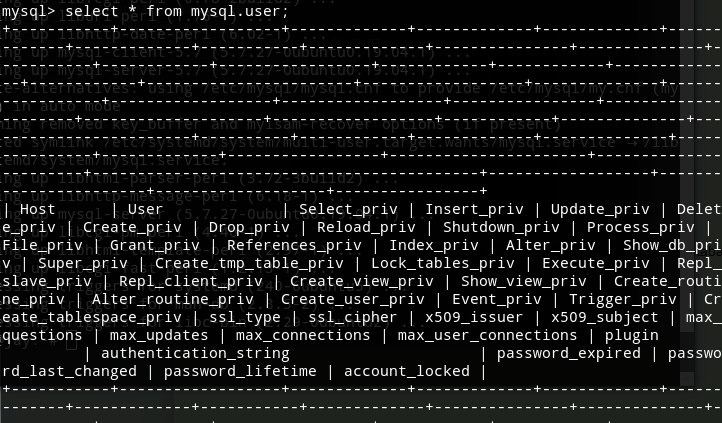 mysql> select * from mysql.user;
| Host | User | Select_priv | Insert_priv | Update_priv | Delet
e_priv | Create_priv | Drop_priv | Reload_priv | Shutdown_priv | Process_priv |
File_priv | Grant_priv | References_priv | Index_priv | Alter_priv | Show_db_pri
v | Super_priv | Create_tmp_table_priv | Lock_tables_priv | Execute_priv | Repl_
slave_priv | Repl_client_priv | Create_view_priv | Show_view_priv | Create_routi
ne_priv | Alter_routine_priv | Create_user_priv | Event_priv | Trigger_priv | Cr
eate_tablespace_priv | ssl_type | ssl_cipher | x509_issuer | x509_subject | max_
questions | max_updates | max_connections | max_user_connections | plugin
| authentication_string | password_expired | passwo
rd_last_changed | password_lifetime | account_locked |